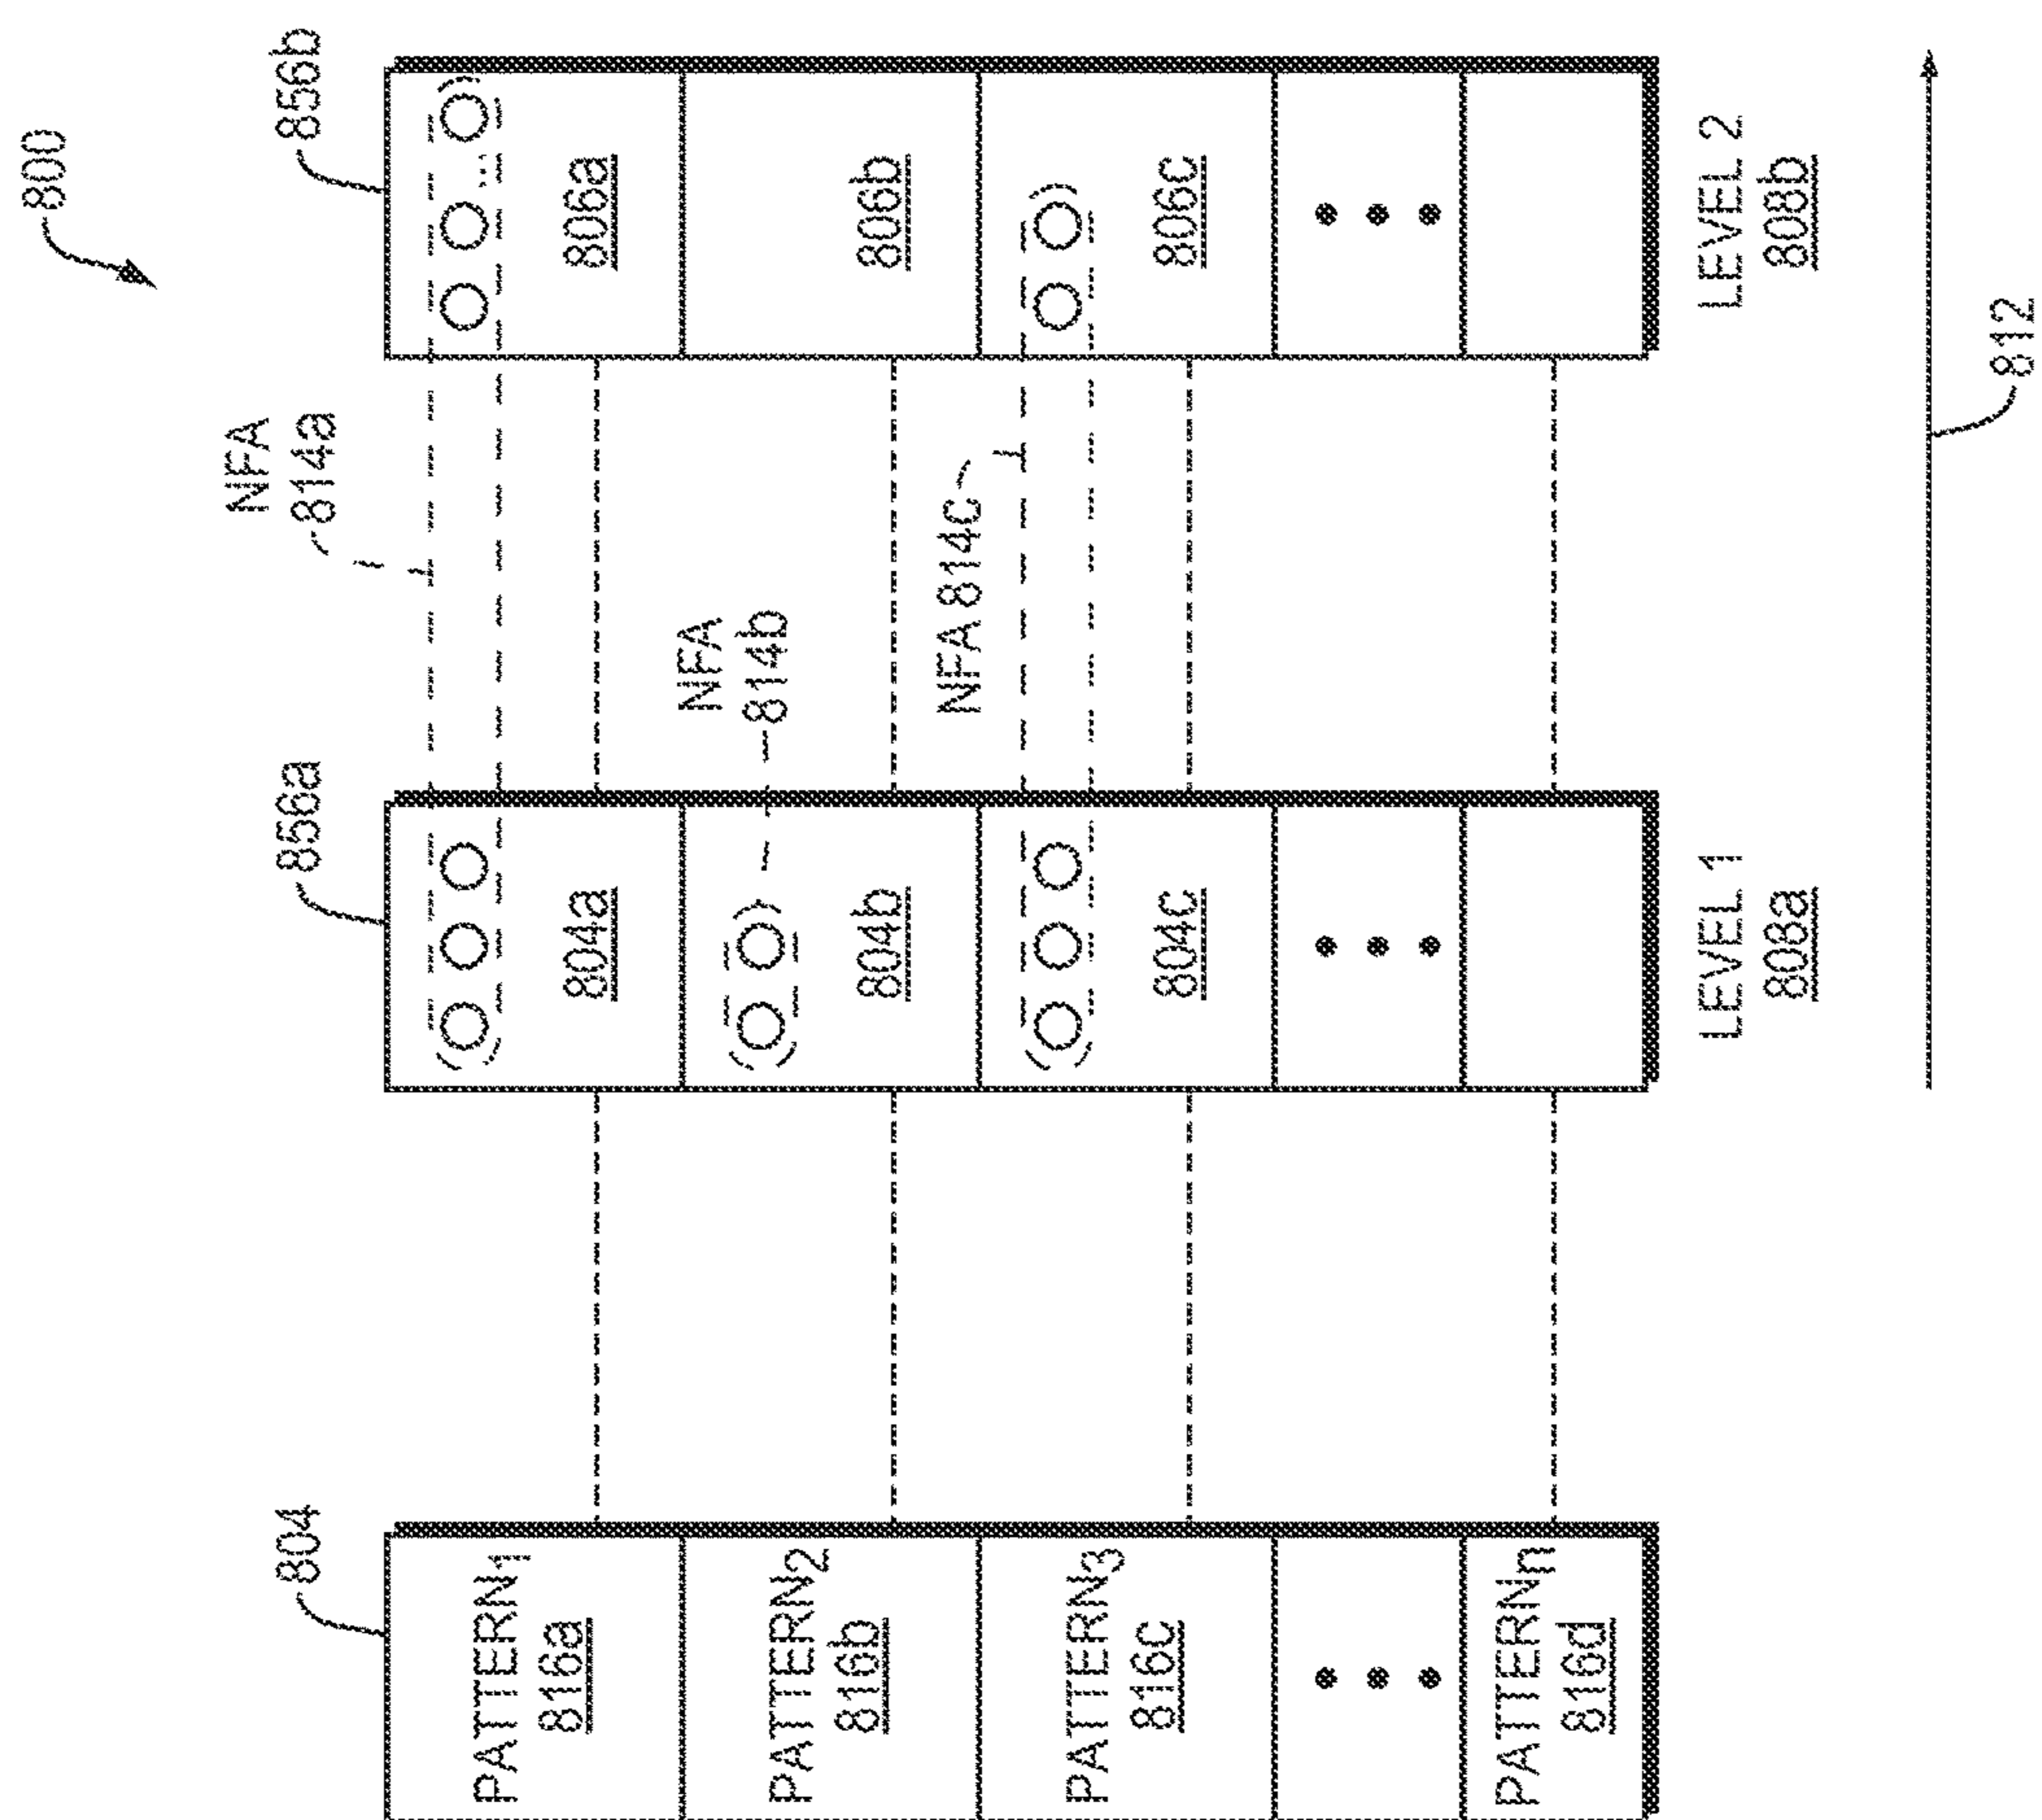 800
804
856a
856b
PATTERN1
816a
804a
806a
NFA
814a
PATTERN2
816b
804b
806b
NFA
814b
PATTERN3
816c
804c
806c
NFA 814c
PATTERNn
816d
LEVEL 1
808a
LEVEL 2
808b
812